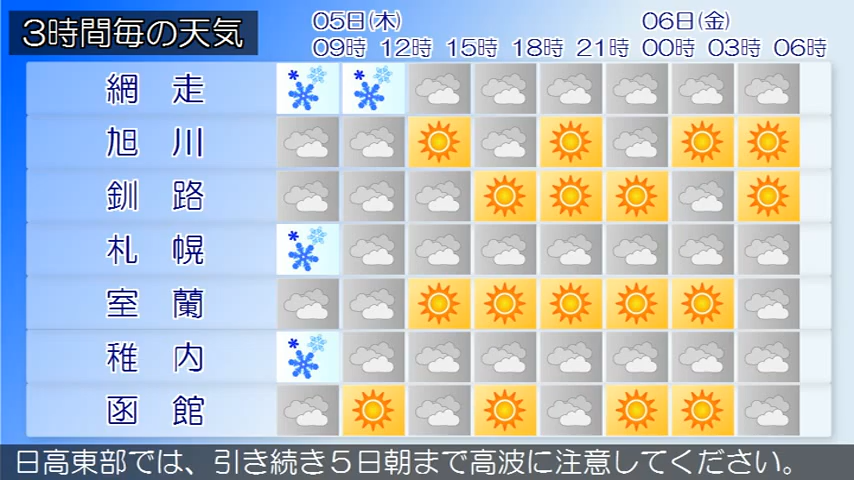 3時間毎の天気
05日(木) 06日(金)
09時 12時 15時 18時 21時 00時 03時 06時
網走
旭川
釧路
札幌
室蘭
稚内
函館
日高東部では、引き続き５日朝まで高波に注意してください。